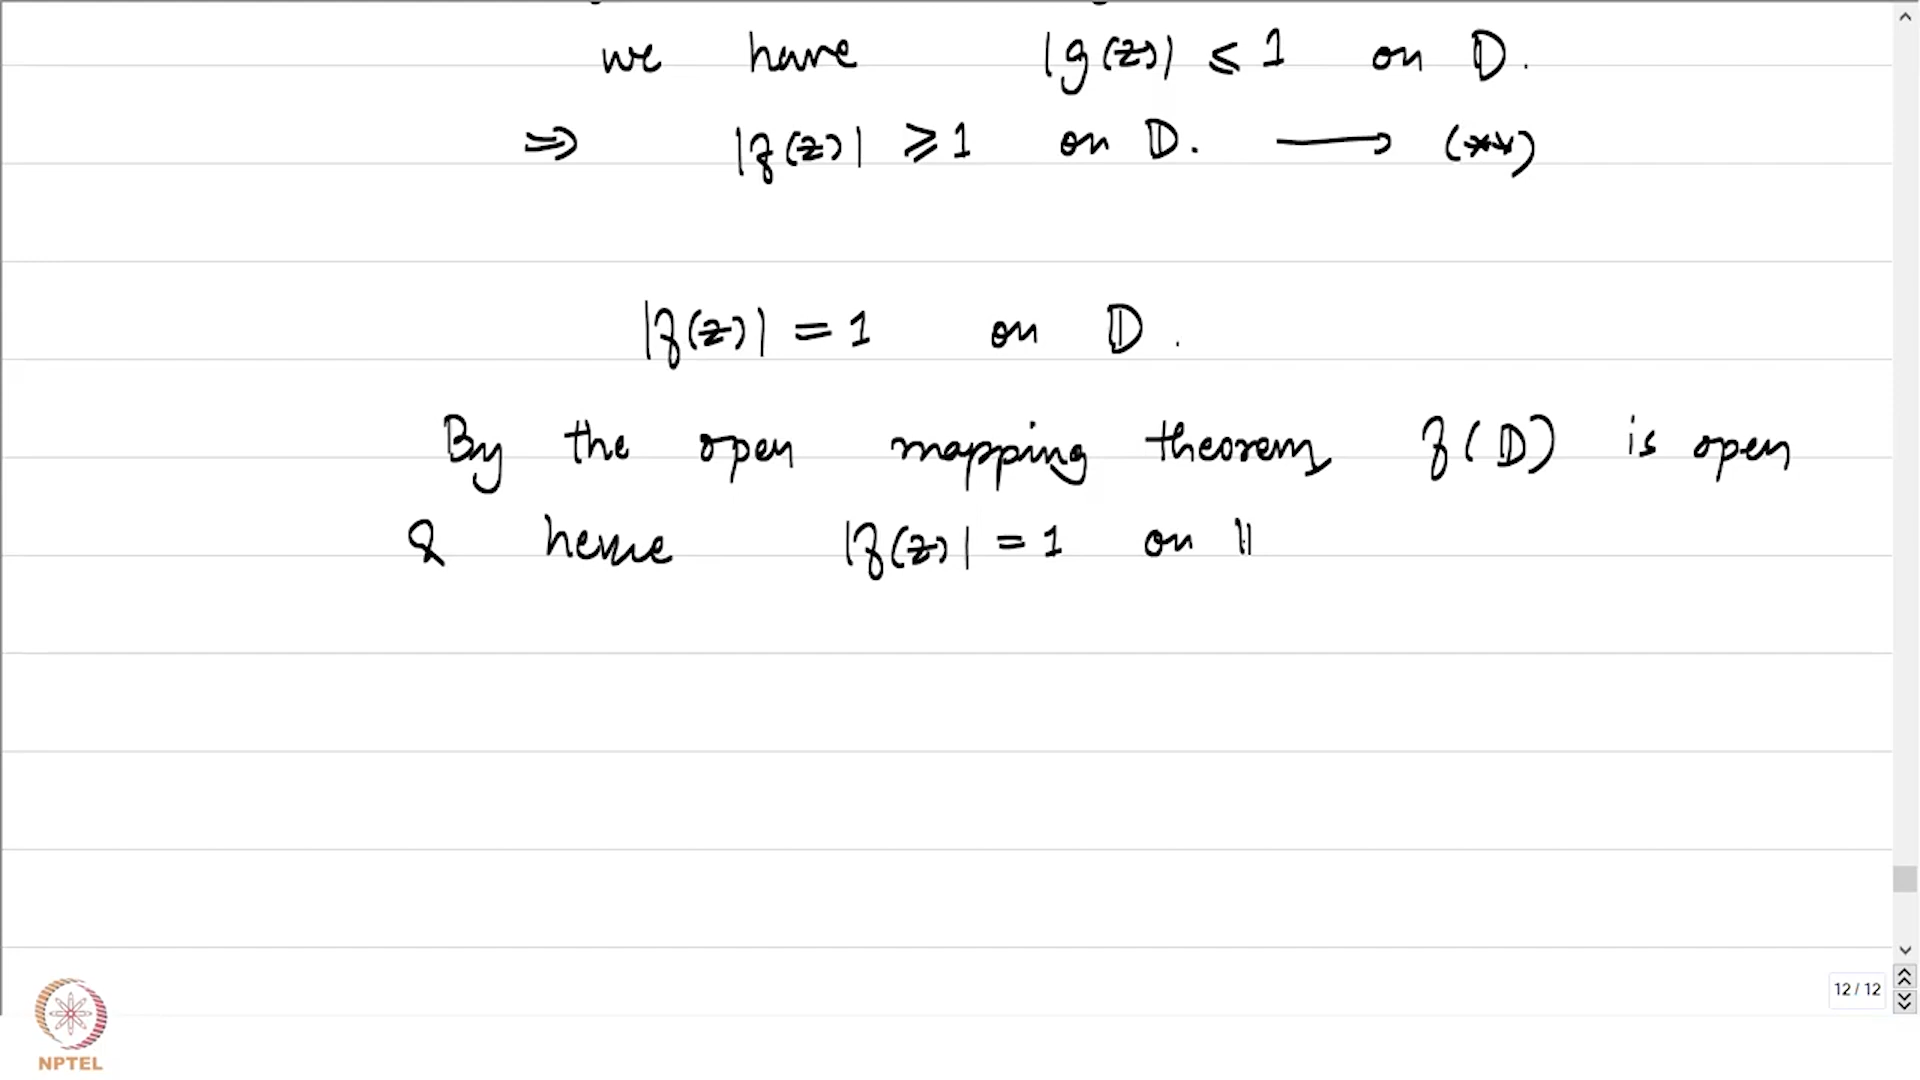 we have |g(z)| ≤ 1 on D.
⇒ |f(z)| ⩾ 1 on D. ⟶ (**)
|f(z)| = 1 on D.
By the open mapping theorem f(D) is open
& hence |f(z)| = 1 on
12 / 12
NPTEL